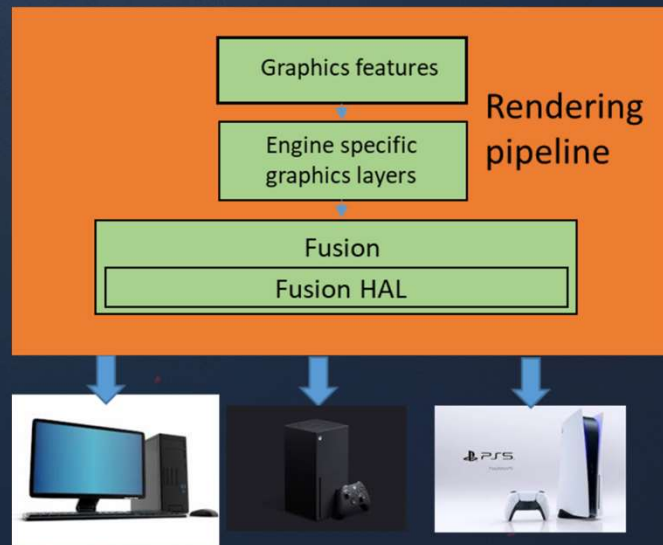 Graphics features
Rendering
pipeline
Engine specific
graphics layers
Fusion
Fusion HAL
PS5